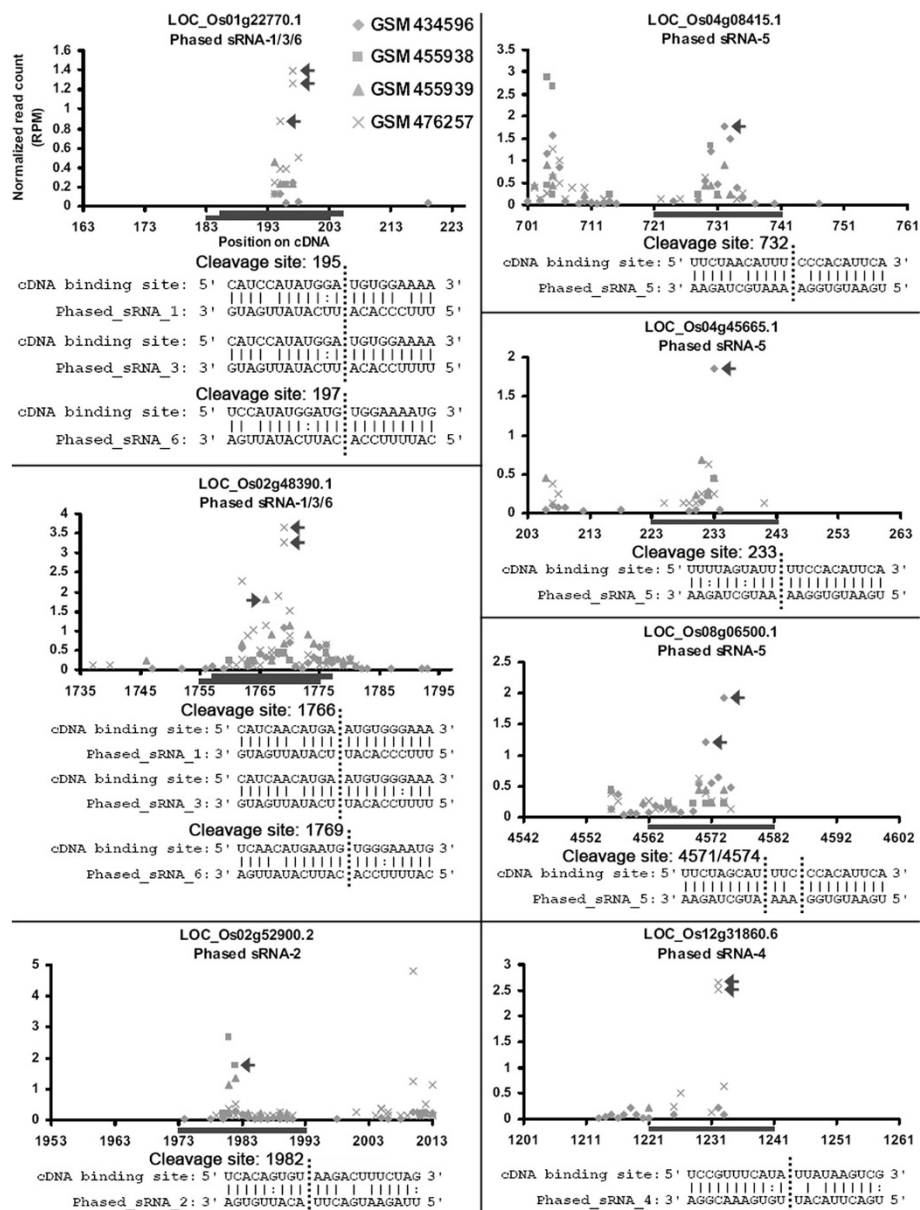 LOC_Os01g22770.1
Phased sRNA-1/3/6
GSM 434596
GSM 455938
GSM 455939
GSM 476257
Normalized read count
(RPM)
1.6
1.4
1.2
1
0.8
0.6
0.4
0.2
0
163 173 183 193 203 213 223
Position on cDNA
Cleavage site: 195
cDNA binding site: 5' CAUCCAUAUGGA UGUGGAAAA 3'
Phased_sRNA_1: 3' GUAGUUAUACUU ACACCCUUU 5'
cDNA binding site: 5' CAUCCAUAUGGA UGUGGAAAA 3'
Phased_sRNA_3: 3' GUAGUUAUACUU ACACCUUUU 5'
Cleavage site: 197
cDNA binding site: 5' UCCAUAUGGAUG UGGAAAAUG 3'
Phased_sRNA_6: 3' AGUUAUACUUAC ACCUUUUAC 5'
LOC_Os02g48390.1
Phased sRNA-1/3/6
4
3.5
3
2.5
2
1.5
1
0.5
0
1735 1745 1755 1765 1775 1785 1795
Cleavage site: 1766
cDNA binding site: 5' CAUCAACAUGA AUGUGGGAAA 3'
Phased_sRNA_1: 3' GUAGUUAUACU UACACCCUUU 5'
cDNA binding site: 5' CAUCAACAUGA AUGUGGGAAA 3'
Phased_sRNA_3: 3' GUAGUUAUACU UACACCUUUU 5'
Cleavage site: 1769
cDNA binding site: 5' UCAACAUGAAUG UGGGAAAUG 3'
Phased_sRNA_6: 3' AGUUAUACUUAC ACCUUUUAC 5'
LOC_Os02g52900.2
Phased sRNA-2
5
4
3
2
1
0
1953 1963 1973 1983 1993 2003 2013
Cleavage site: 1982
cDNA binding site: 5' UCACAGUGU AAGACUUUCUAG 3'
Phased_sRNA_2: 3' AGUGUUACA UUCAGUAAGAUU 5'
LOC_Os04g08415.1
Phased sRNA-5
3.5
3
2.5
2
1.5
1
0.5
0
701 711 721 731 741 751 761
Cleavage site: 732
cDNA binding site: 5' UUCUAACAUUU CCCACAUUCA 3'
Phased_sRNA_5: 3' AAGAUCGUAAA AGGUGUAAGU 5'
LOC_Os04g45665.1
Phased sRNA-5
2
1.5
1
0.5
0
203 213 223 233 243 253 263
Cleavage site: 233
cDNA binding site: 5' UUUUAGUAUU UUCCACAUUCA 3'
Phased_sRNA_5: 3' AAGAUCGUAA AAGGUGUAAGU 5'
LOC_Os08g06500.1
Phased sRNA-5
2.5
2
1.5
1
0.5
0
4542 4552 4562 4572 4582 4592 4602
Cleavage site: 4571/4574
cDNA binding site: 5' UUCUAGCAU UUC CCACAUUCA 3'
Phased_sRNA_5: 3' AAGAUCGUA AAA GGUGUAAGU 5'
LOC_Os12g31860.6
Phased sRNA-4
3
2.5
2
1.5
1
0.5
0
1201 1211 1221 1231 1241 1251 1261
cDNA binding site: 5' UCCGUUUCAUA UUAUAAGUCG 3'
Phased_sRNA_4: 3' AGGCAAAGUGU UACAUUCAGU 5'